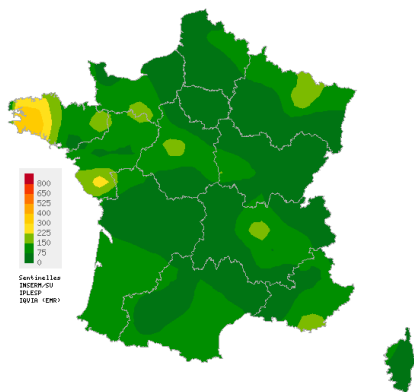 800
650
525
400
300
225
150
75
0
Sentinelles
INSERM/SU
IPLESP
IQVIA (EMR)